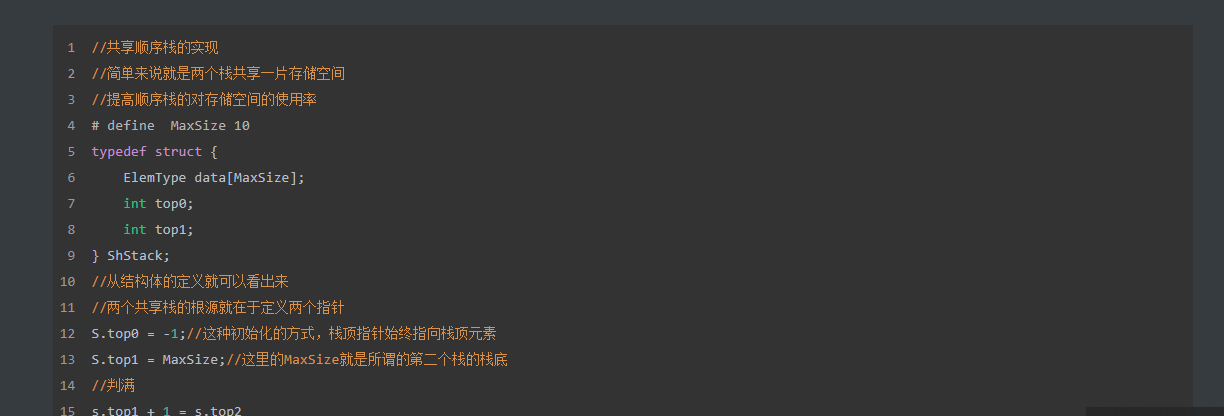 1 //共享顺序栈的实现
2 //简单来说就是两个栈共享一片存储空间
3 //提高顺序栈的对存储空间的使用率
4 # define  MaxSize 10
5 typedef struct {
6     ElemType data[MaxSize];
7     int top0;
8     int top1;
9 } ShStack;
10 //从结构体的定义就可以看出来
11 //两个共享栈的根源就在于定义两个指针
12 S.top0 = -1;//这种初始化的方式，栈顶指针始终指向栈顶元素
13 S.top1 = MaxSize;//这里的MaxSize就是所谓的第二个栈的栈底
14 //判满
15 s.top1 + 1 = s.top2